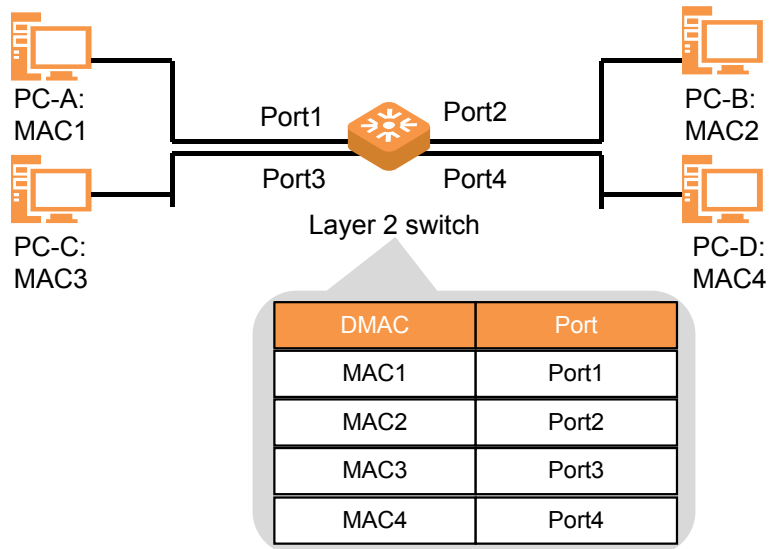 PC-A:
MAC1
Port1
Port2
PC-B:
MAC2
PC-C:
MAC3
Port3
Port4
PC-D:
MAC4
Layer 2 switch
DMAC Port
MAC1 Port1
MAC2 Port2
MAC3 Port3
MAC4 Port4